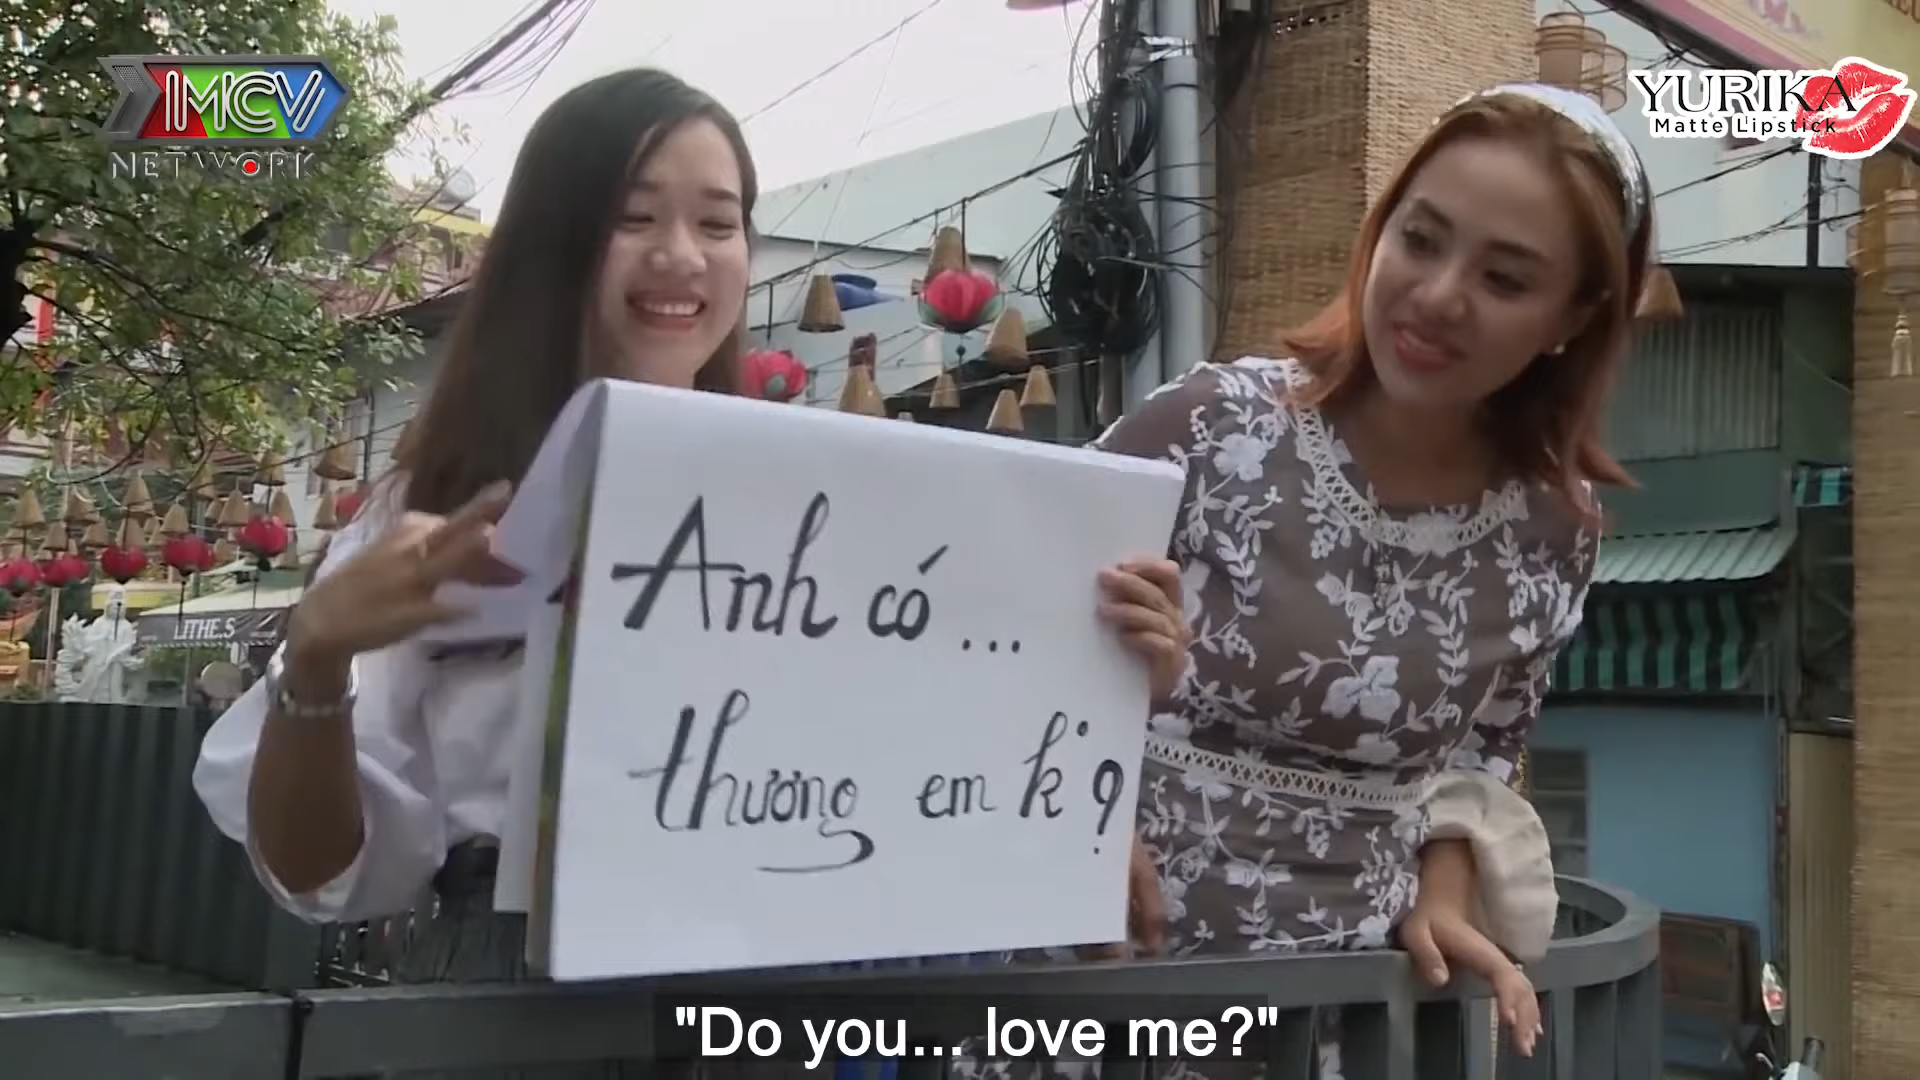 MCV
NETWORK
YURIKA
Matte Lipstick
LITHE.S
Anh có ...
thương em k° ?
"Do you... love me?"